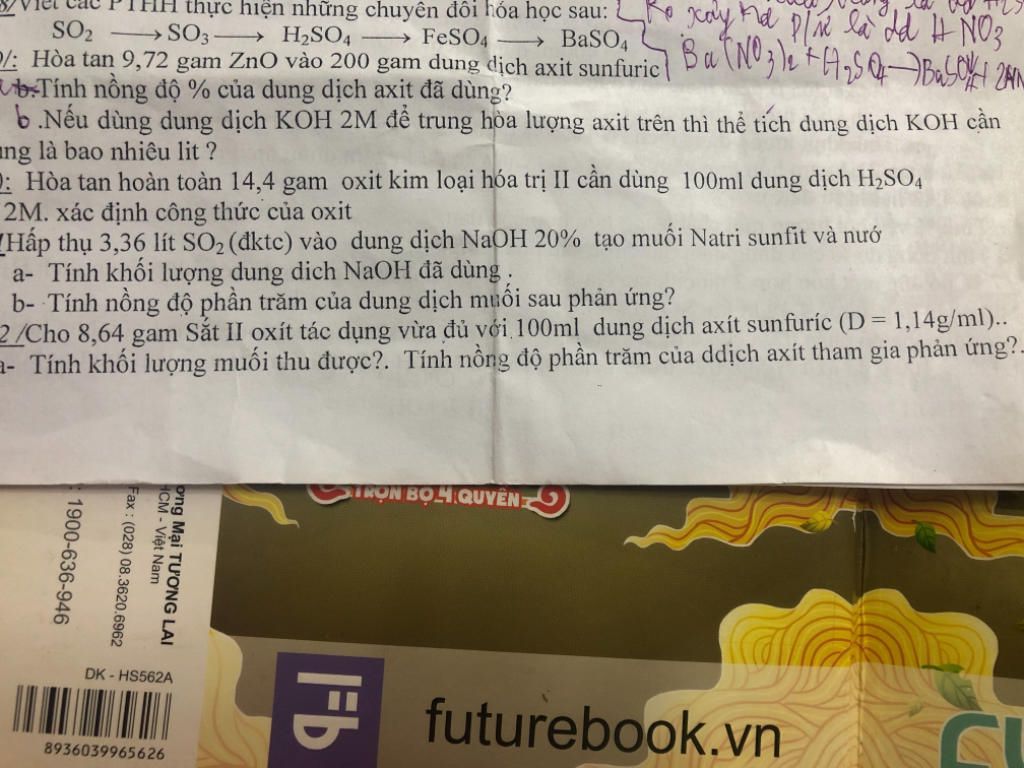 8/Viết các PTHH thực hiện những chuyên đổi hóa học sau:
SO₂ ⟶ SO₃ ⟶ H₂SO₄ ⟶ FeSO₄ ⟶ BaSO₄
/: Hòa tan 9,72 gam ZnO vào 200 gam dung dịch axit sunfuric
b.Tính nồng độ % của dung dịch axit đã dùng?
b .Nếu dùng dung dịch KOH 2M để trung hòa lượng axit trên thì thể tích dung dịch KOH cần
ng là bao nhiêu lit ?
: Hòa tan hoàn toàn 14,4 gam oxit kim loại hóa trị II cần dùng 100ml dung dịch H₂SO₄
2M. xác định công thức của oxit
/Hấp thụ 3,36 lít SO₂ (đktc) vào dung dịch NaOH 20% tạo muối Natri sunfit và nướ
a- Tính khối lượng dung dich NaOH đã dùng .
b- Tính nồng độ phần trăm của dung dịch muối sau phản ứng?
2 /Cho 8,64 gam Sắt II oxít tác dụng vừa đủ với 100ml dung dịch axít sunfuríc (D = 1,14g/ml)..
a- Tính khối lượng muối thu được?. Tính nồng độ phần trăm của ddịch axít tham gia phản ứng?.
là dd HNO₃
Ba(NO₃)₂ + H₂SO₄ → BaSO₄ + 2HN
TRỌN BỘ 4 QUYỂN
ơng Mại TƯƠNG LAI
HCM - Việt Nam
Fax : (028) 08.3620.6962
: 1900-636-946
DK - HS562A
8936039965626
Fb
futurebook.vn